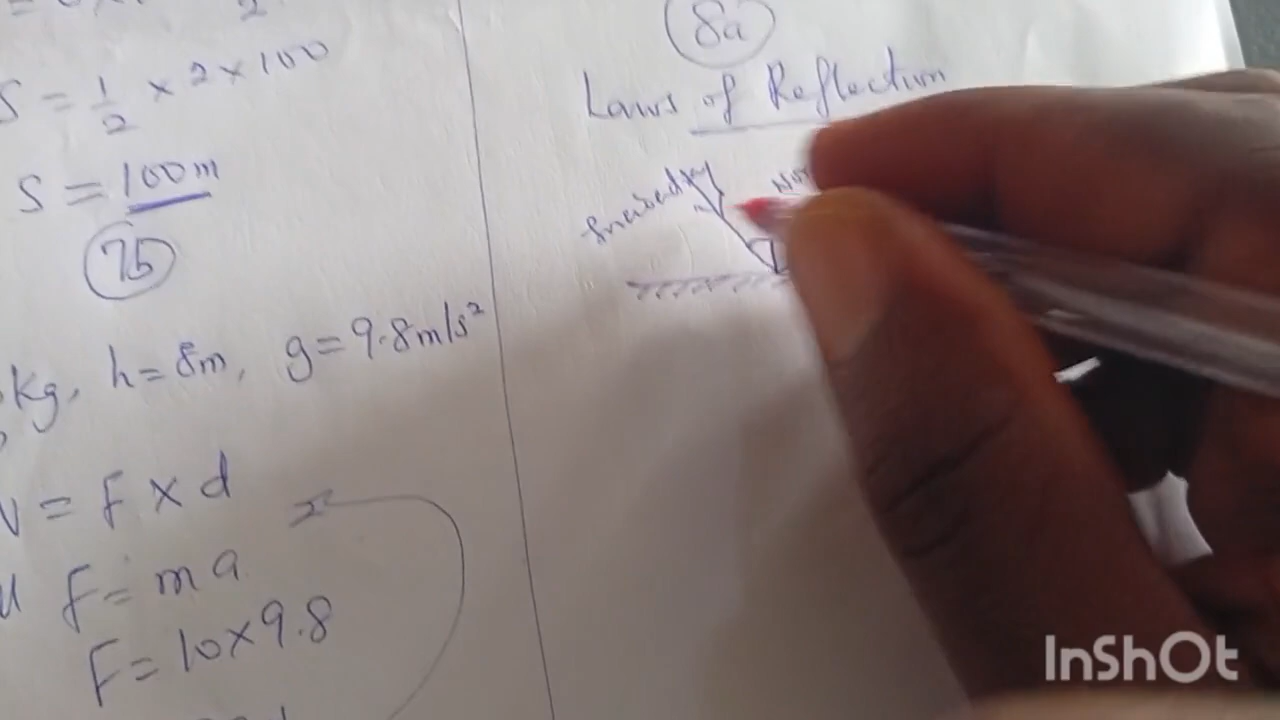 S = 1/2 × 2 × 100
S = 100m
7b
Kg, h = 8m, g = 9.8m/s²
= F × d
F = ma
F = 10 × 9.8
8a
Laws of Reflection
InShOt